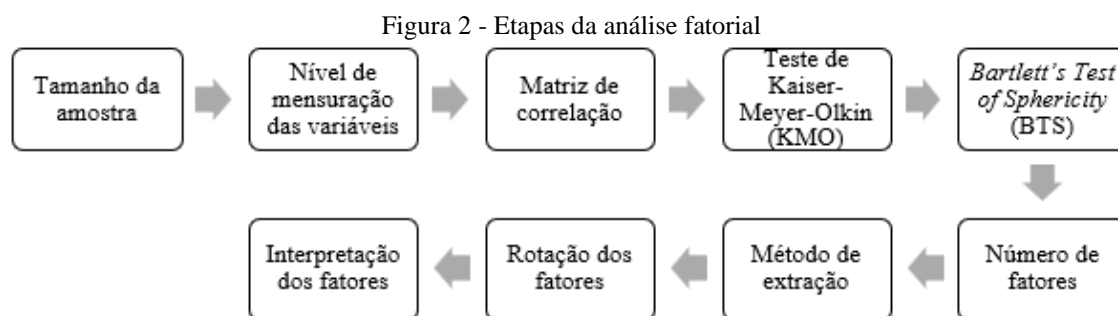 Figura 2 - Etapas da análise fatorial
Tamanho da
amostra
Nível de
mensuração
das variáveis
Matriz de
correlação
Teste de
Kaiser-
Meyer-Olkin
(KMO)
Bartlett's Test
of Sphericity
(BTS)
Número de
fatores
Método de
extração
Rotação dos
fatores
Interpretação
dos fatores